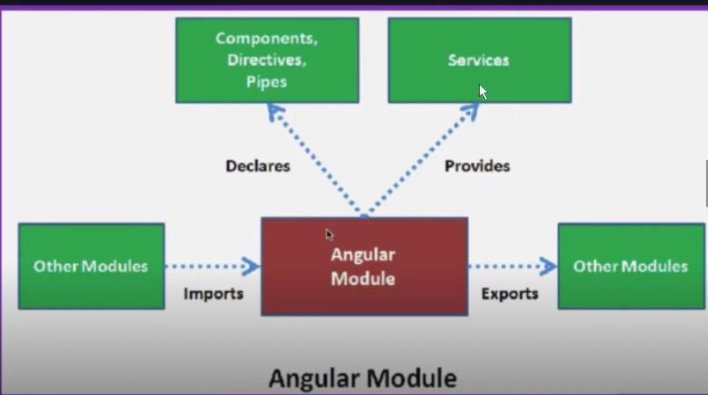 Components,
Directives,
Pipes
Services
Declares
Provides
Other Modules
Angular
Module
Other Modules
Imports
Exports
Angular Module